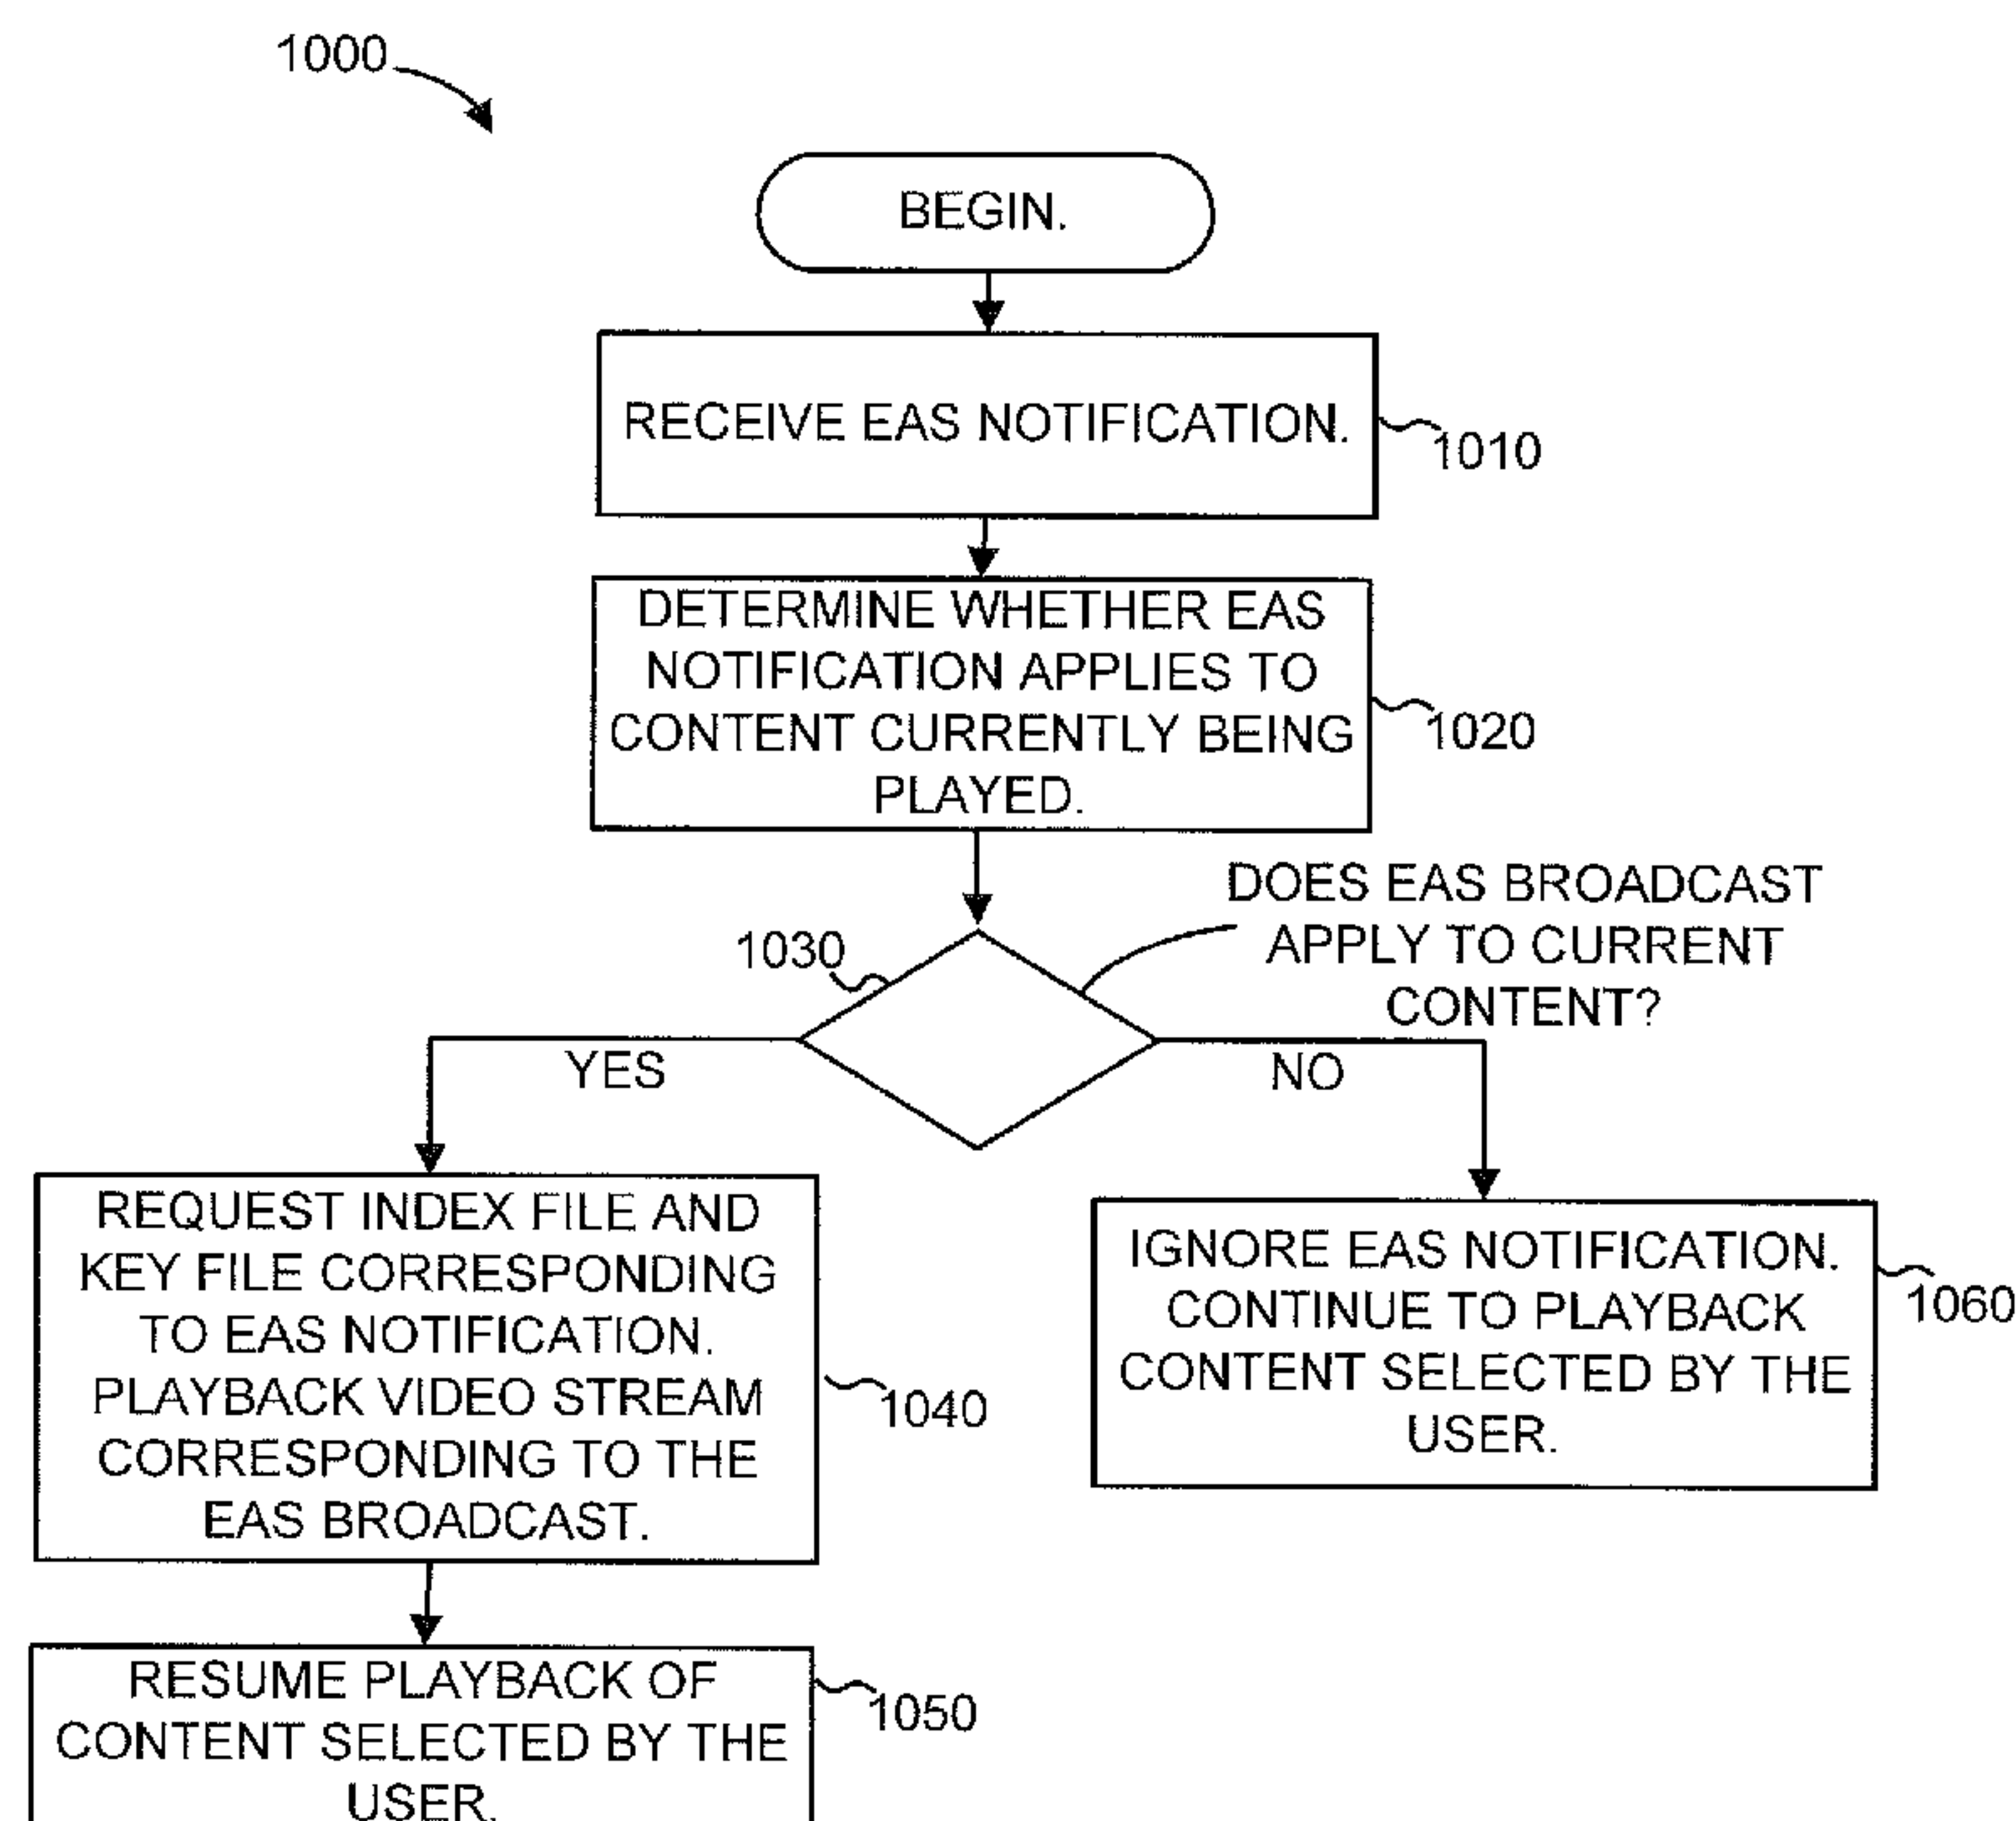 1000
BEGIN.
RECEIVE EAS NOTIFICATION.
1010
DETERMINE WHETHER EAS
NOTIFICATION APPLIES TO
CONTENT CURRENTLY BEING
PLAYED.
1020
DOES EAS BROADCAST
APPLY TO CURRENT
CONTENT?
1030
YES
NO
REQUEST INDEX FILE AND
KEY FILE CORRESPONDING
TO EAS NOTIFICATION.
PLAYBACK VIDEO STREAM
CORRESPONDING TO THE
EAS BROADCAST.
1040
IGNORE EAS NOTIFICATION.
CONTINUE TO PLAYBACK
CONTENT SELECTED BY THE
USER.
1060
RESUME PLAYBACK OF
CONTENT SELECTED BY THE
USER.
1050